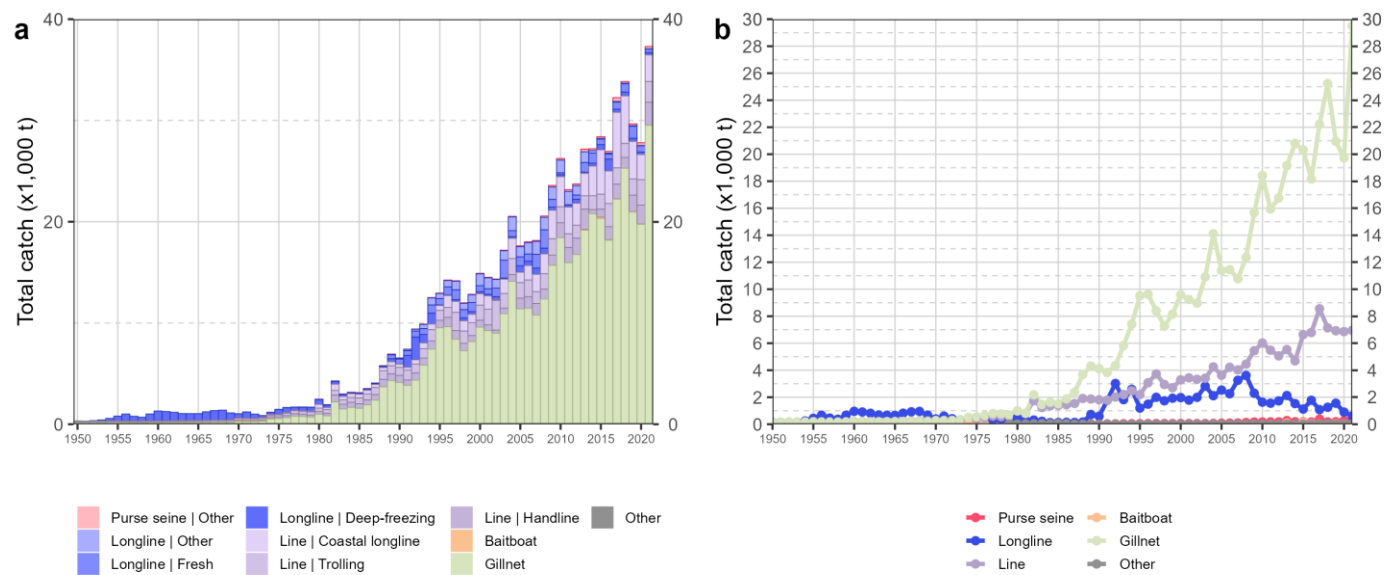 a
Total catch (x1,000 t)
40
20
0
40
20
0
1950 1955 1960 1965 1970 1975 1980 1985 1990 1995 2000 2005 2010 2015 2020
Purse seine | Other
Longline | Other
Longline | Fresh
Longline | Deep-freezing
Line | Coastal longline
Line | Trolling
Line | Handline
Baitboat
Gillnet
Other
b
Total catch (x1,000 t)
30
28
26
24
22
20
18
16
14
12
10
8
6
4
2
0
30
28
26
24
22
20
18
16
14
12
10
8
6
4
2
0
1950 1955 1960 1965 1970 1975 1980 1985 1990 1995 2000 2005 2010 2015 2020
Purse seine
Longline
Line
Baitboat
Gillnet
Other